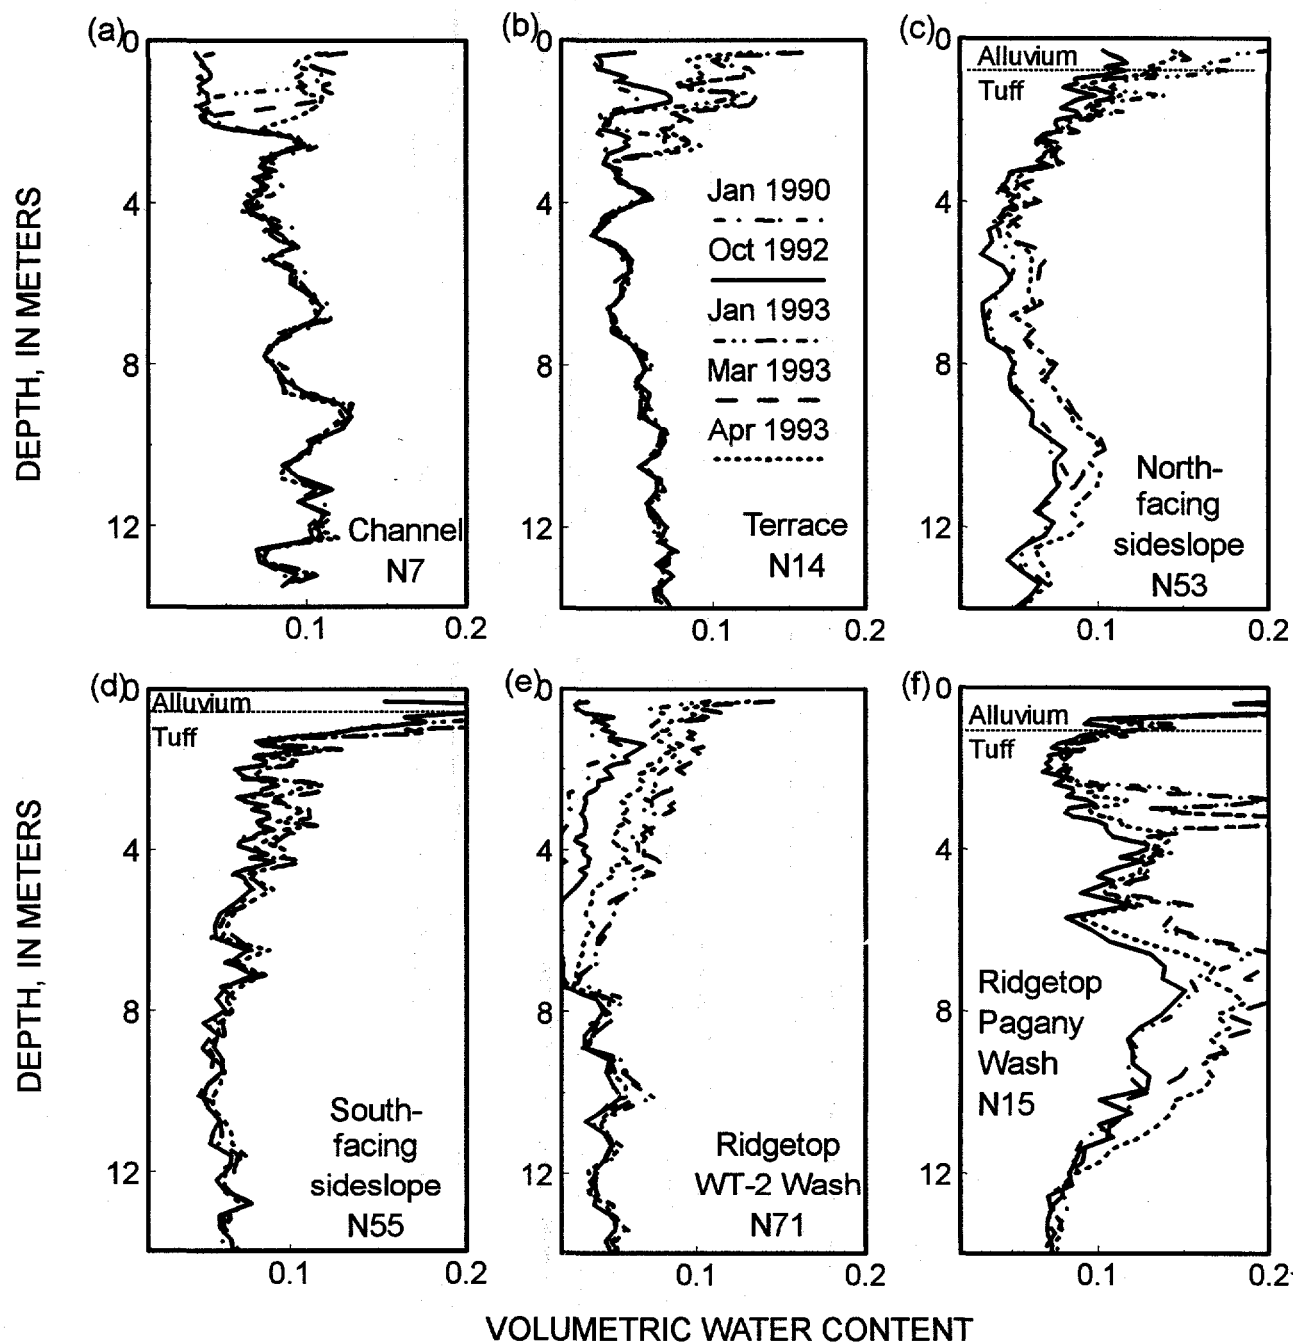 (a)
0
4
8
12
0.1
0.2
Channel
N7
(b)
0
4
8
12
0.1
0.2
Jan 1990
Oct 1992
Jan 1993
Mar 1993
Apr 1993
Terrace
N14
(c)
0
4
8
12
0.1
0.2
Alluvium
Tuff
North-
facing
sideslope
N53
DEPTH, IN METERS
(d)
0
4
8
12
0.1
0.2
Alluvium
Tuff
South-
facing
sideslope
N55
(e)
0
4
8
12
0.1
0.2
Ridgetop
WT-2 Wash
N71
(f)
0
4
8
12
0.1
0.2
Alluvium
Tuff
Ridgetop
Pagany
Wash
N15
DEPTH, IN METERS
VOLUMETRIC WATER CONTENT